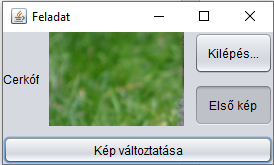 Feladat
Kilépés...
Cerkóf
Első kép
Kép változtatása